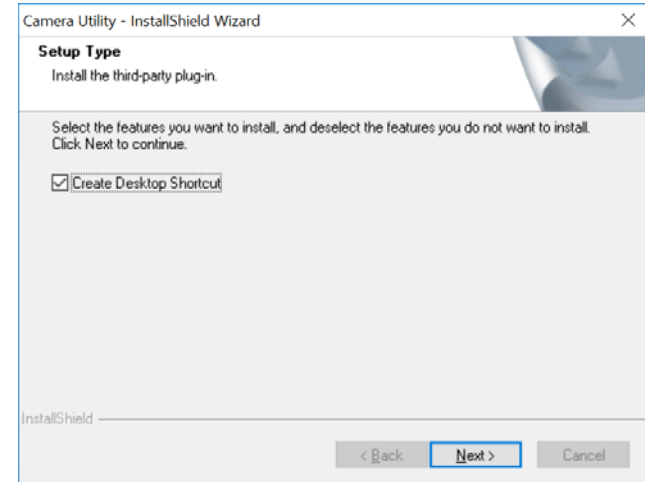 Camera Utility - InstallShield Wizard
Setup Type
Install the third-party plug-in.
Select the features you want to install, and deselect the features you do not want to install.
Click Next to continue.
Create Desktop Shortcut
InstallShield
< Back Next > Cancel